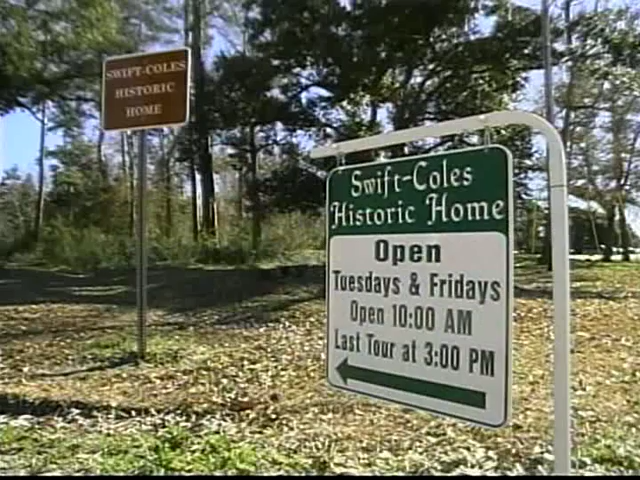 SWIFT-COLES
HISTORIC
HOME
Swift-Coles
Historic Home
Open
Tuesdays & Fridays
Open 10:00 AM
Last Tour at 3:00 PM